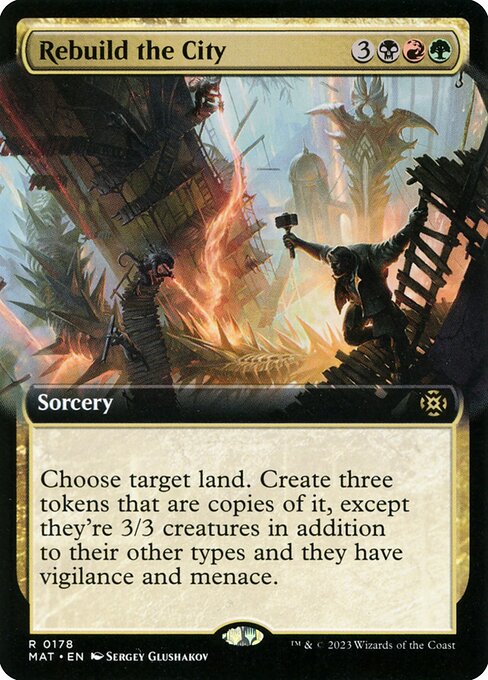 Rebuild the City 3
Sorcery
Choose target land. Create three
tokens that are copies of it, except
they're 3/3 creatures in addition
to their other types and they have
vigilance and menace.
R 0178
MAT • EN SERGEY GLUSHAKOV
™ & © 2023 Wizards of the Coast